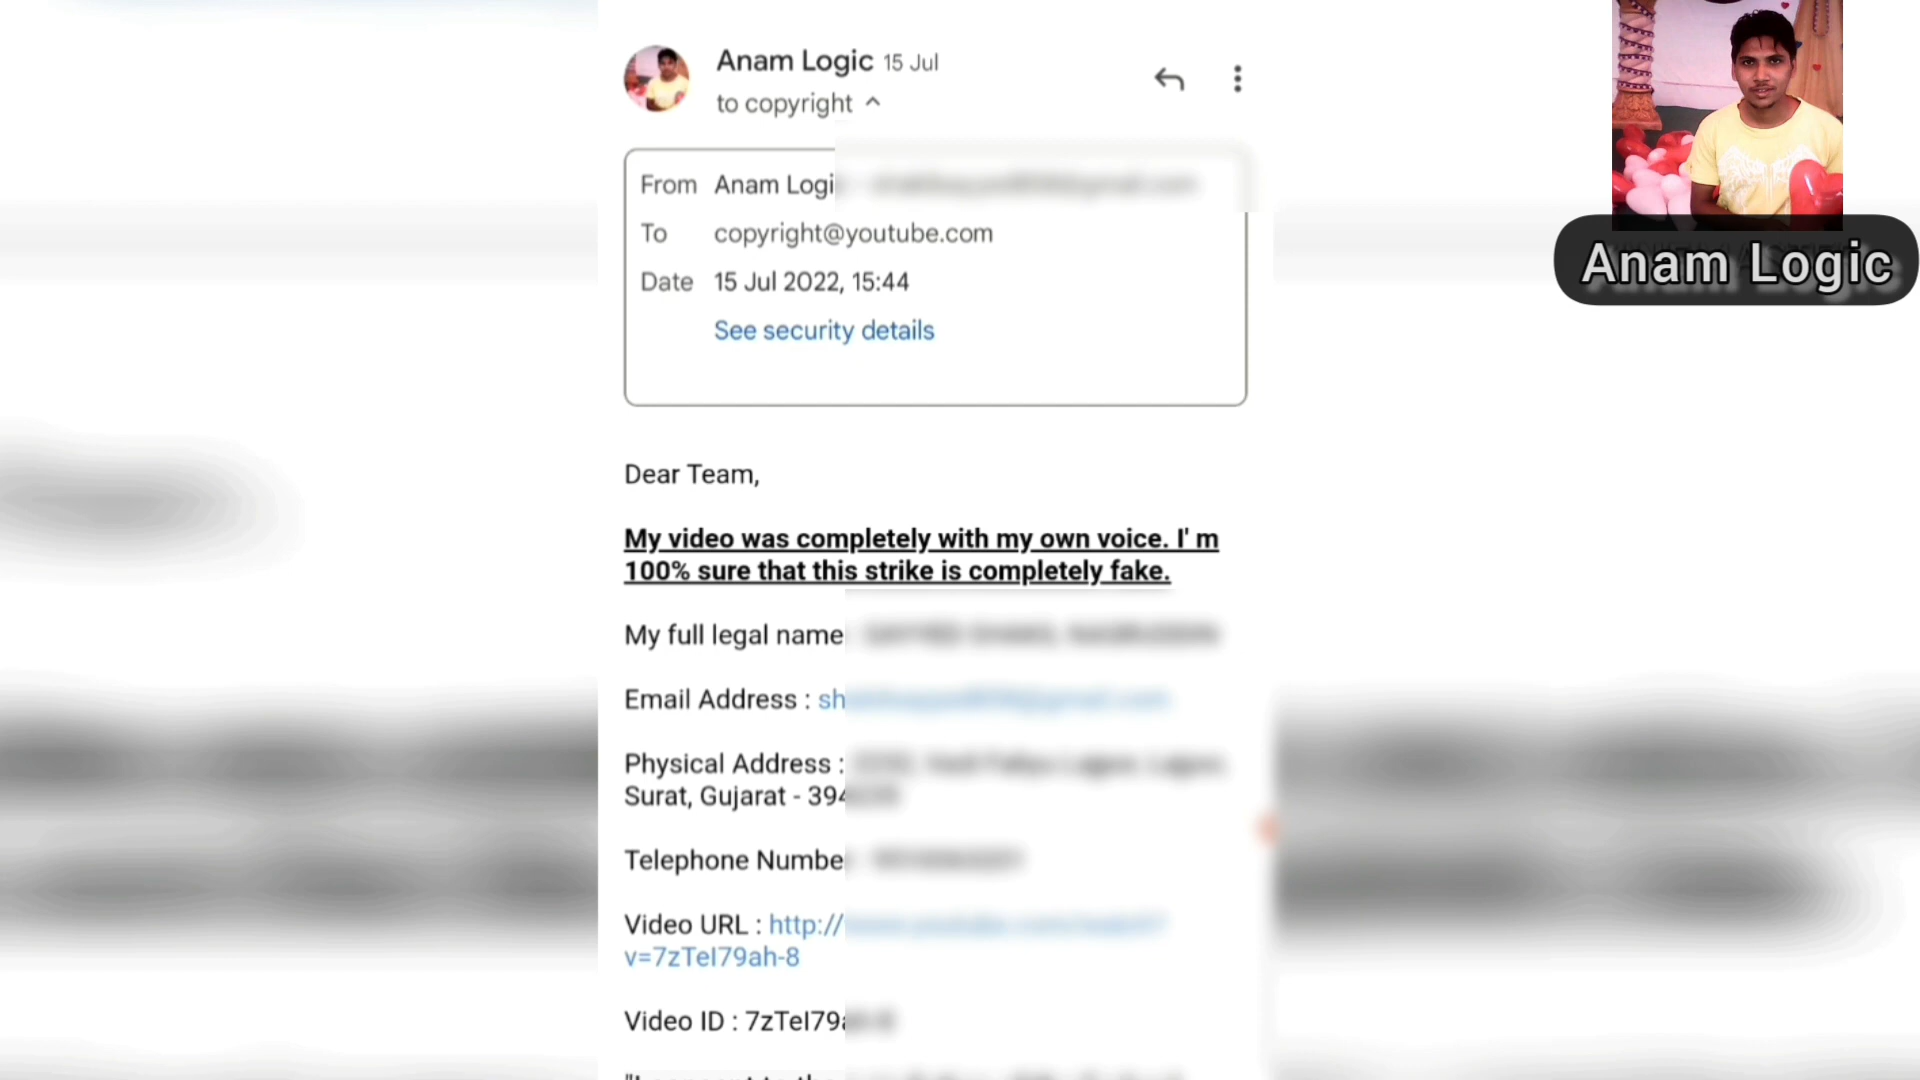 Anam Logic 15 Jul
to copyright
From Anam Logi
To copyright@youtube.com
Date 15 Jul 2022, 15:44
See security details
Dear Team,
My video was completely with my own voice. I' m
100% sure that this strike is completely fake.
My full legal name
Email Address : sh
Physical Address :
Surat, Gujarat - 394
Telephone Numbe
Video URL : http://
v=7zTeI79ah-8
Video ID : 7zTeI79
Anam Logic